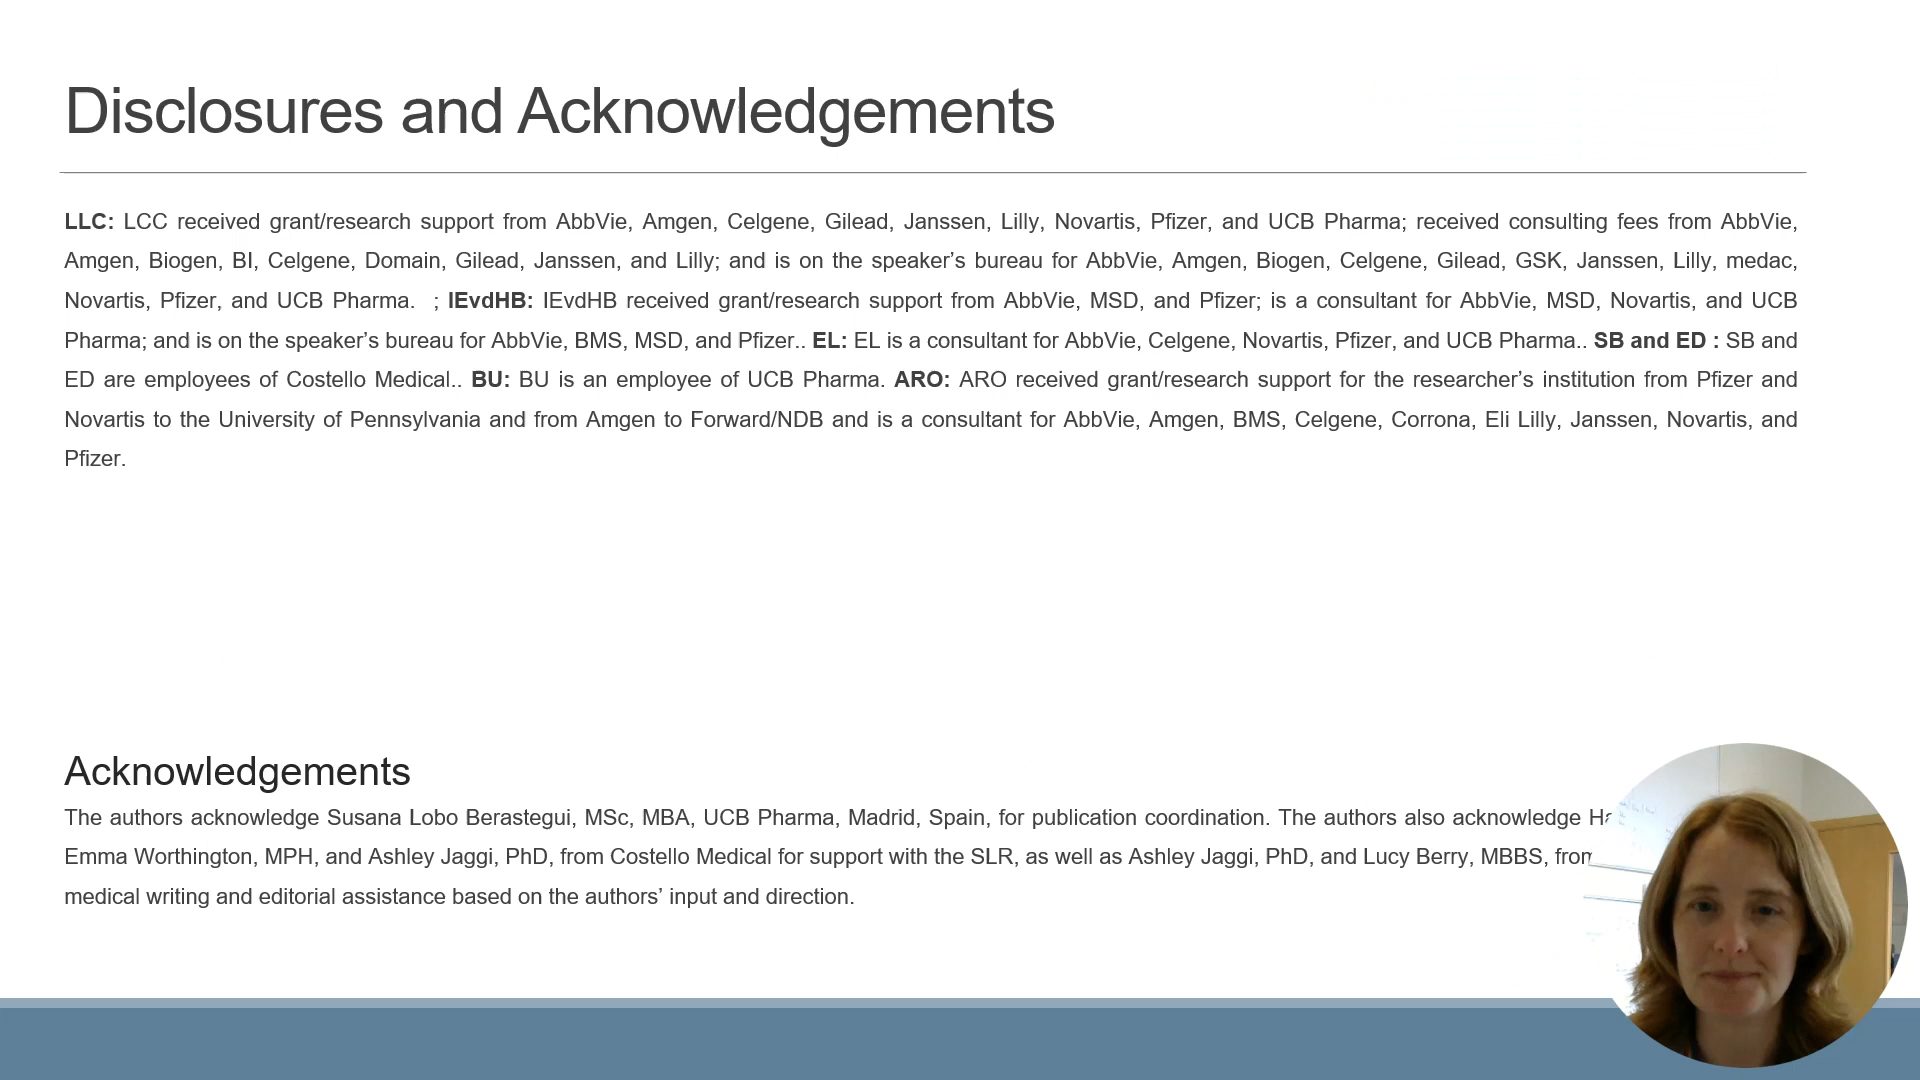 Disclosures and Acknowledgements
LLC: LCC received grant/research support from AbbVie, Amgen, Celgene, Gilead, Janssen, Lilly, Novartis, Pfizer, and UCB Pharma; received consulting fees from AbbVie,
Amgen, Biogen, BI, Celgene, Domain, Gilead, Janssen, and Lilly; and is on the speaker’s bureau for AbbVie, Amgen, Biogen, Celgene, Gilead, GSK, Janssen, Lilly, medac,
Novartis, Pfizer, and UCB Pharma. ; IEvdHB: IEvdHB received grant/research support from AbbVie, MSD, and Pfizer; is a consultant for AbbVie, MSD, Novartis, and UCB
Pharma; and is on the speaker’s bureau for AbbVie, BMS, MSD, and Pfizer.. EL: EL is a consultant for AbbVie, Celgene, Novartis, Pfizer, and UCB Pharma.. SB and ED : SB and
ED are employees of Costello Medical.. BU: BU is an employee of UCB Pharma. ARO: ARO received grant/research support for the researcher’s institution from Pfizer and
Novartis to the University of Pennsylvania and from Amgen to Forward/NDB and is a consultant for AbbVie, Amgen, BMS, Celgene, Corrona, Eli Lilly, Janssen, Novartis, and
Pfizer.
Acknowledgements
The authors acknowledge Susana Lobo Berastegui, MSc, MBA, UCB Pharma, Madrid, Spain, for publication coordination. The authors also acknowledge
Emma Worthington, MPH, and Ashley Jaggi, PhD, from Costello Medical for support with the SLR, as well as Ashley Jaggi, PhD, and Lucy Berry, MBBS, from
medical writing and editorial assistance based on the authors’ input and direction.